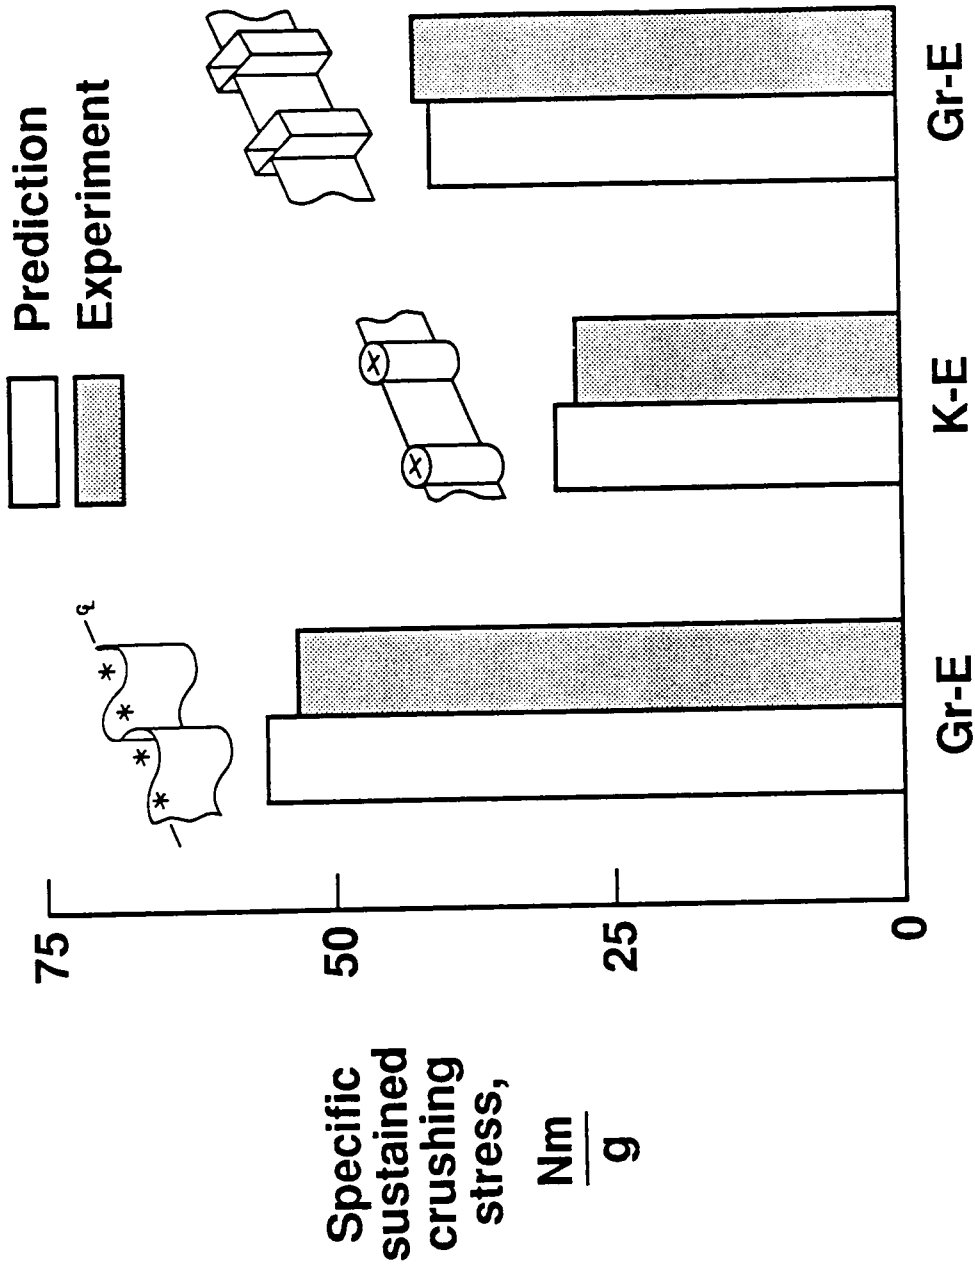 Prediction
Experiment
75
50
25
0
Specific
sustained
crushing
stress,
Nm
g
℄
Gr-E
K-E
Gr-E